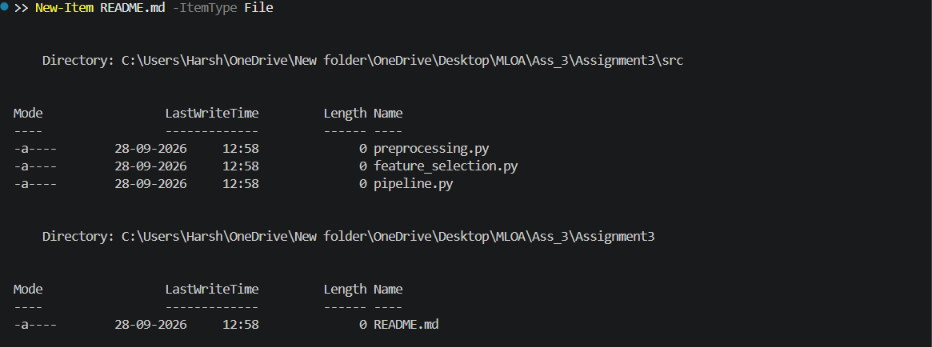 >> New-Item README.md -ItemType File
Directory: C:\Users\Harsh\OneDrive\New folder\OneDrive\Desktop\MLOA\Ass_3\Assignment3\src
Mode LastWriteTime Length Name
---- ------------- ------ ----
-a---- 28-09-2026 12:58 0 preprocessing.py
-a---- 28-09-2026 12:58 0 feature_selection.py
-a---- 28-09-2026 12:58 0 pipeline.py
Directory: C:\Users\Harsh\OneDrive\New folder\OneDrive\Desktop\MLOA\Ass_3\Assignment3
Mode LastWriteTime Length Name
---- ------------- ------ ----
-a---- 28-09-2026 12:58 0 README.md